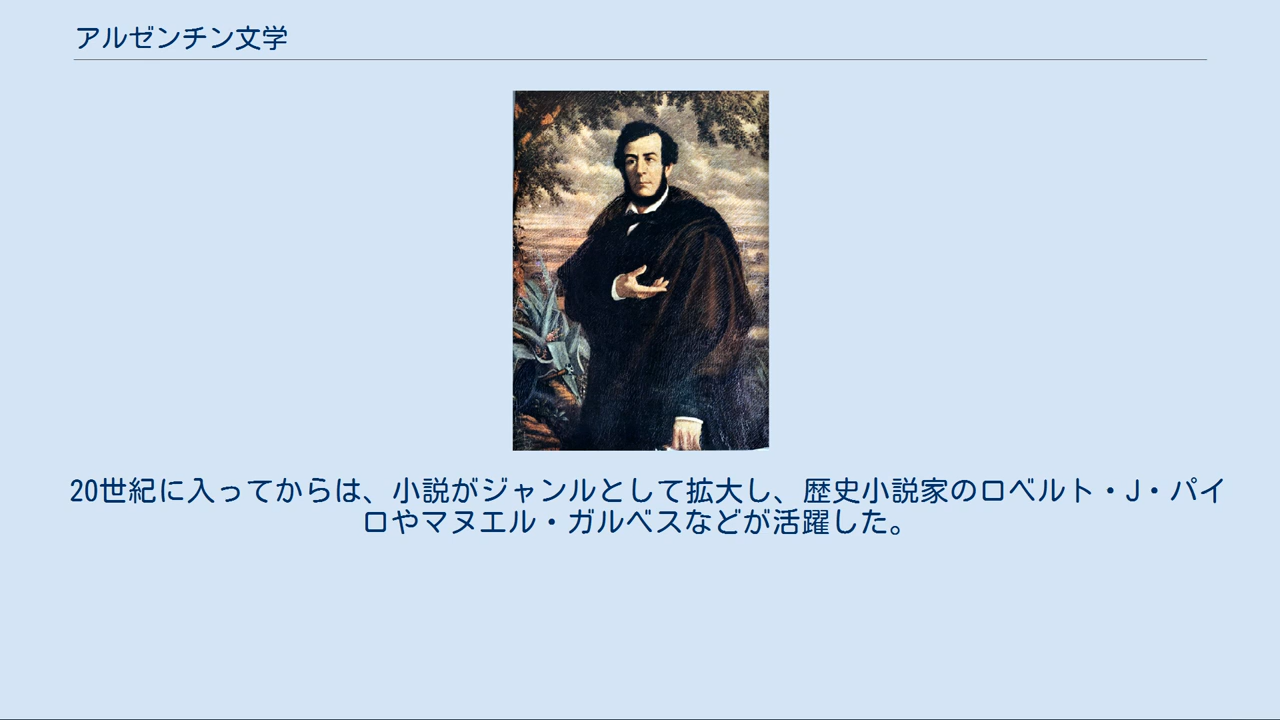 アルゼンチン文学
20世紀に入ってからは、小説がジャンルとして拡大し、歴史小説家のロベルト・J・パイ
ロやマヌエル・ガルベスなどが活躍した。